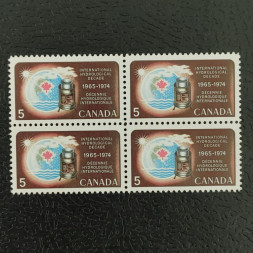 INTERNATIONAL
HYDROLOGICAL
DECADE
1965-1974
DÉCENNIE
HYDROLOGIQUE
INTERNATIONALE
5
CANADA
INTERNATIONAL
HYDROLOGICAL
DECADE
1965-1974
DÉCENNIE
HYDROLOGIQUE
INTERNATIONALE
5
CANADA
INTERNATIONAL
HYDROLOGICAL
DECADE
1965-1974
DÉCENNIE
HYDROLOGIQUE
INTERNATIONALE
5
CANADA
INTERNATIONAL
HYDROLOGICAL
DECADE
1965-1974
DÉCENNIE
HYDROLOGIQUE
INTERNATIONALE
5
CANADA